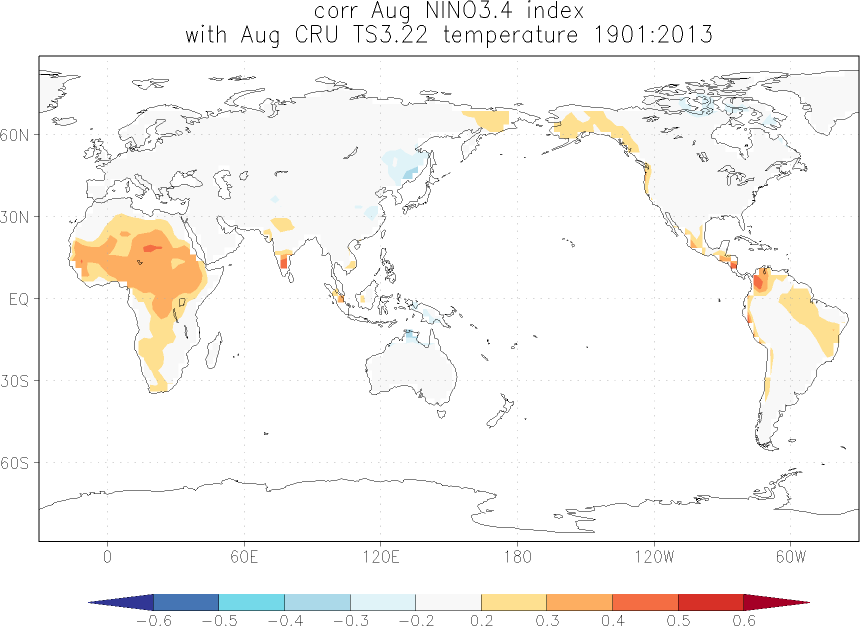 corr Aug NINO3.4 index
with Aug CRU TS3.22 temperature 1901:2013
60N
30N
EQ
30S
60S
0 60E 120E 180 120W 60W
−0.6 −0.5 −0.4 −0.3 −0.2 0.2 0.3 0.4 0.5 0.6